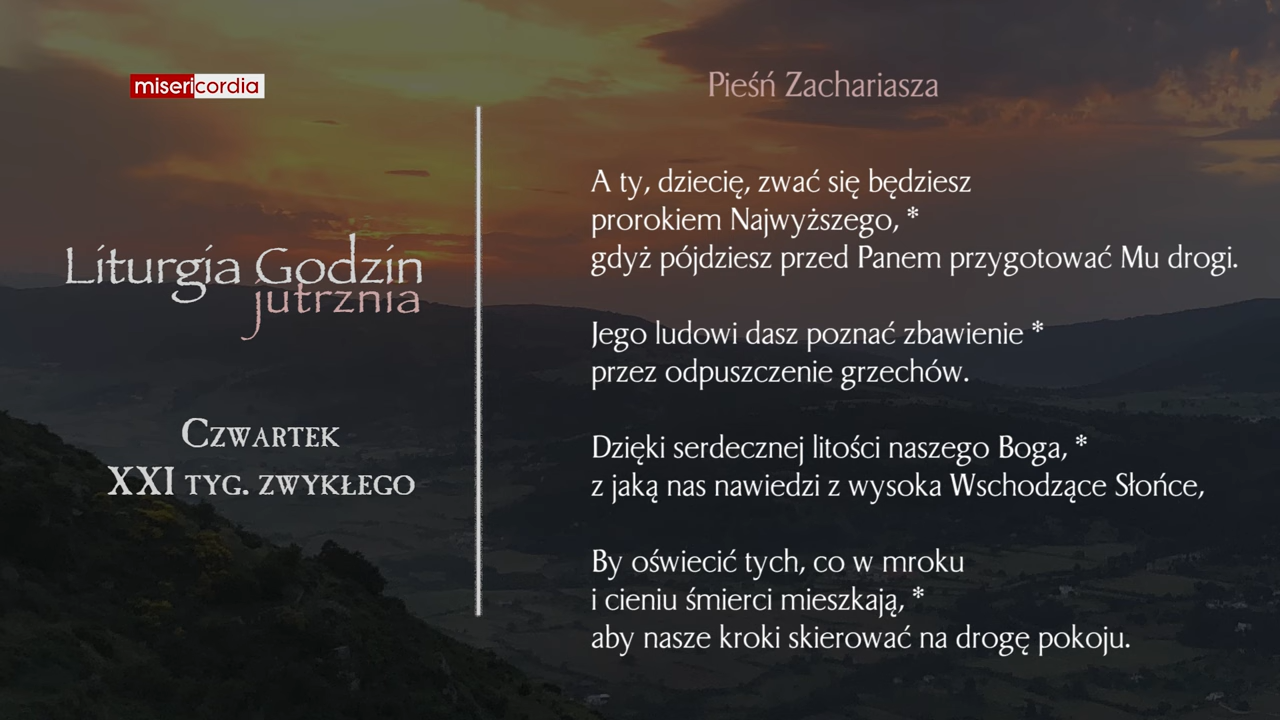 misericordia
Liturgia Godzin
jutrznia
Czwartek
XXI tyg. zwykłego
Pieśń Zachariasza
A ty, dziecię, zwać się będziesz
prorokiem Najwyższego, *
gdyż pójdziesz przed Panem przygotować Mu drogi.
Jego ludowi dasz poznać zbawienie *
przez odpuszczenie grzechów.
Dzięki serdecznej litości naszego Boga, *
z jaką nas nawiedzi z wysoka Wschodzące Słońce,
By oświecić tych, co w mroku
i cieniu śmierci mieszkają, *
aby nasze kroki skierować na drogę pokoju.